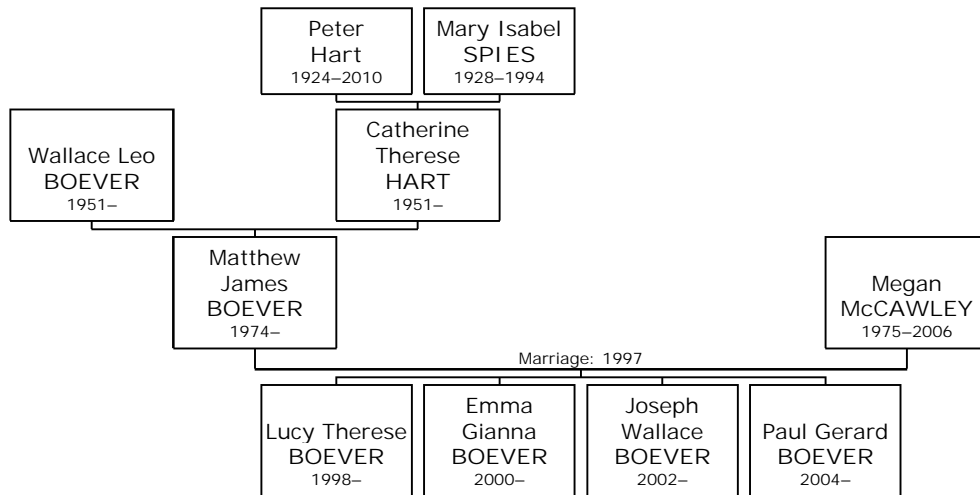 Peter
Hart
1924–2010
Mary Isabel
SPIES
1928–1994
Wallace Leo
BOEVER
1951–
Catherine
Therese
HART
1951–
Matthew
James
BOEVER
1974–
Megan
McCAWLEY
1975–2006
Marriage: 1997
Lucy Therese
BOEVER
1998–
Emma
Gianna
BOEVER
2000–
Joseph
Wallace
BOEVER
2002–
Paul Gerard
BOEVER
2004–